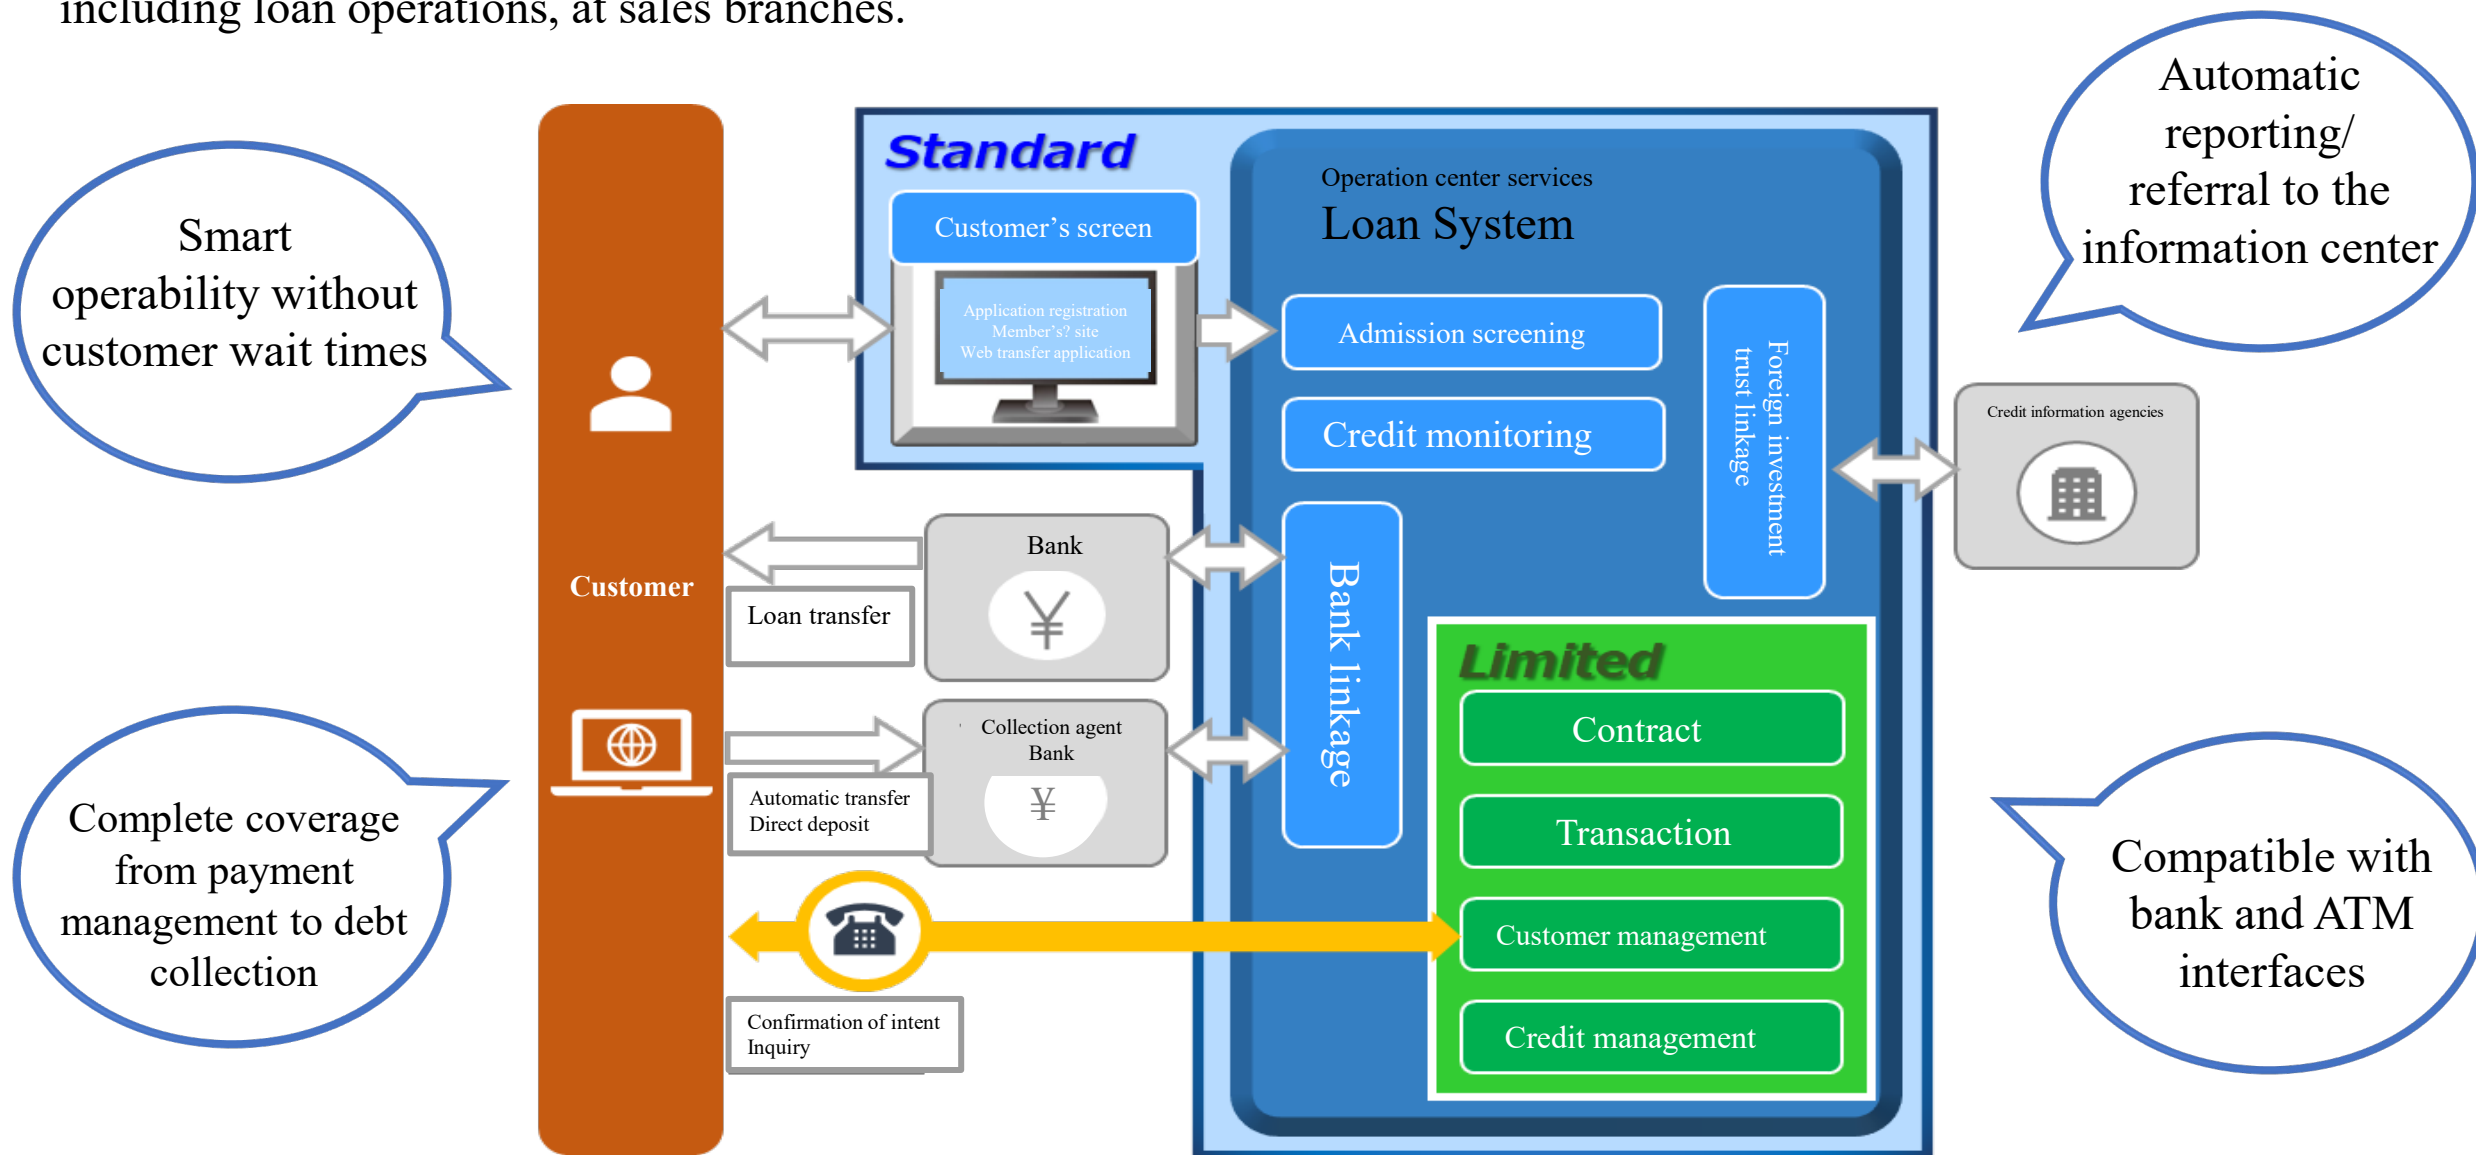 including loan operations, at sales branches.
Smart
operability without
customer wait times
Complete coverage
from payment
management to debt
collection
Customer
Standard
Customer’s screen
Application registration
Member's? site
Web transfer application
Operation center services
Loan System
Admission screening
Credit monitoring
Foreign investment
trust linkage
Bank
¥
Loan transfer
Bank linkage
Collection agent
Bank
¥
Automatic transfer
Direct deposit
Confirmation of intent
Inquiry
Limited
Contract
Transaction
Customer management
Credit management
Automatic
reporting/
referral to the
information center
Credit information agencies
Compatible with
bank and ATM
interfaces